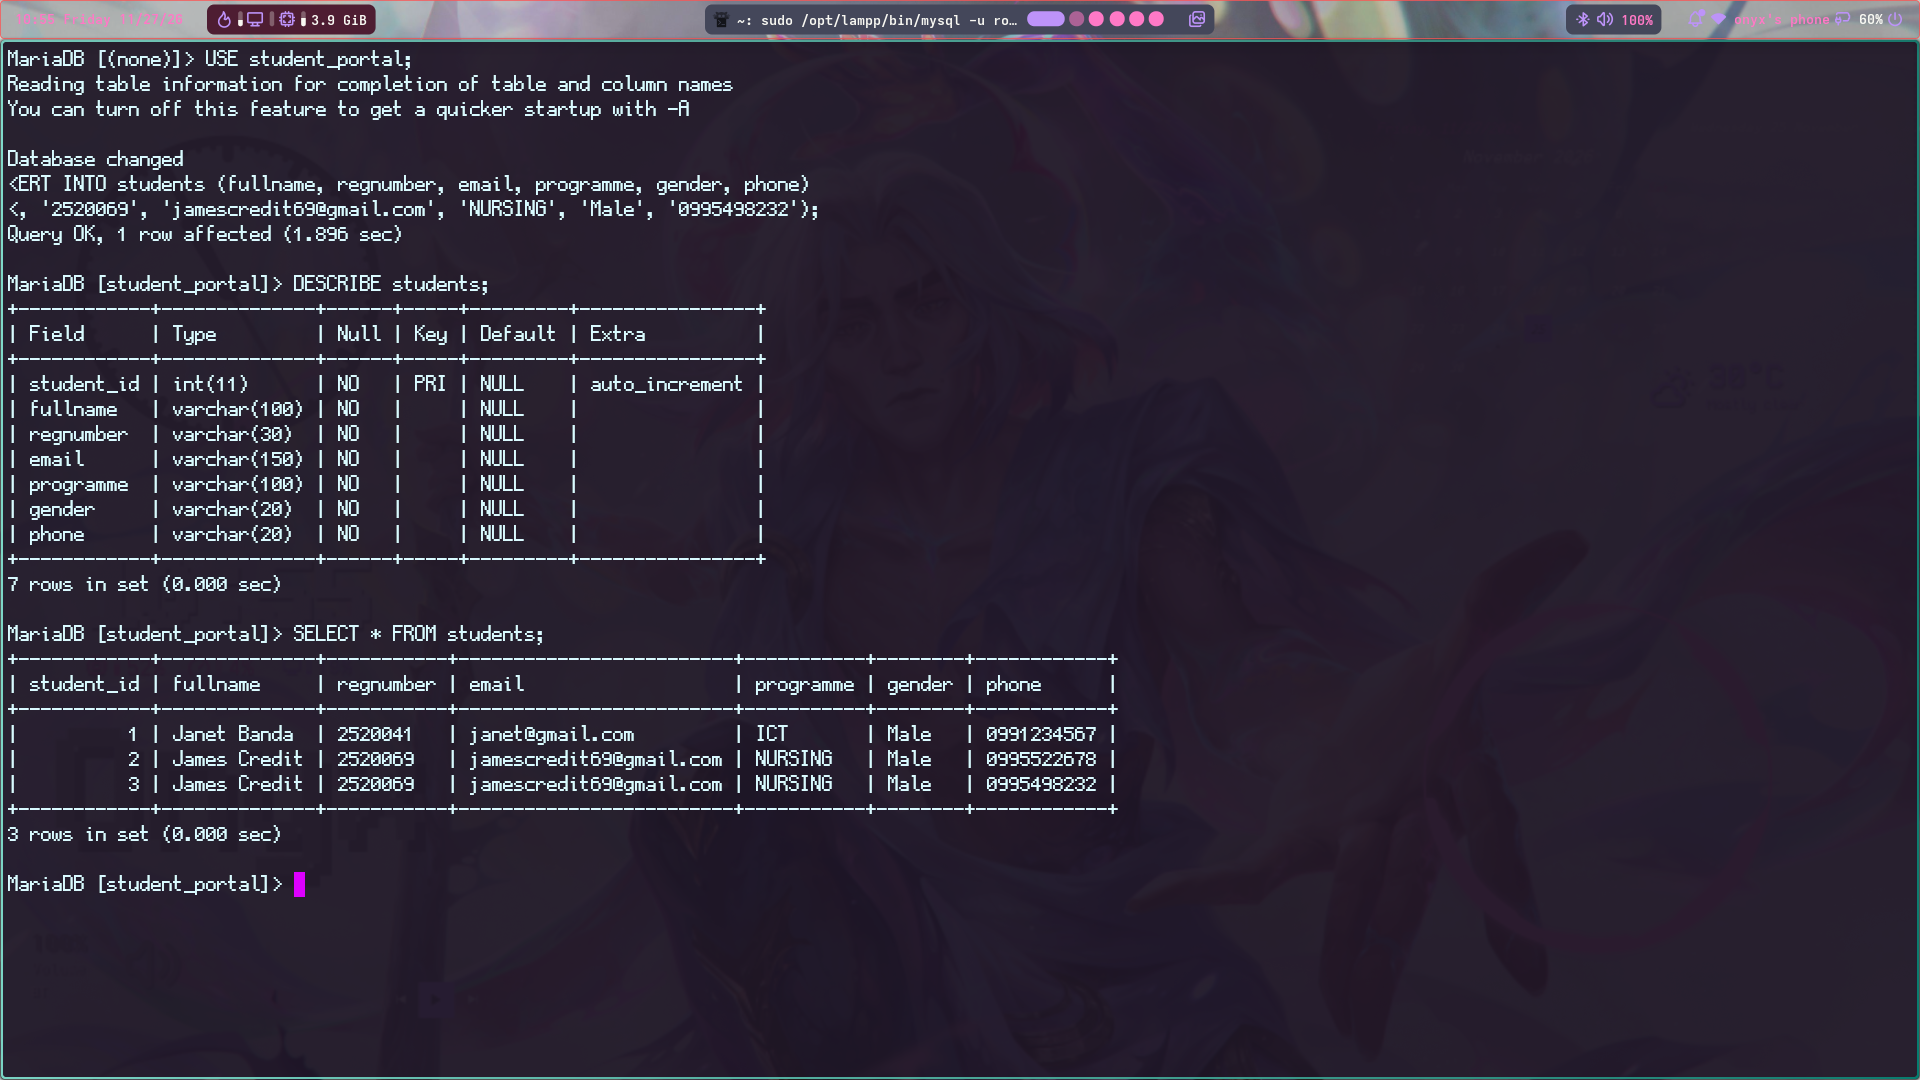 10:55 Friday 11/27/26 3.9 GiB ~: sudo /opt/lampp/bin/mysql -u ro… 100% onyx's phone 60%
MariaDB [(none)]> USE student_portal;
Reading table information for completion of table and column names
You can turn off this feature to get a quicker startup with -A
Database changed
<ERT INTO students (fullname, regnumber, email, programme, gender, phone)
<, '2520069', 'jamescredit69@gmail.com', 'NURSING', 'Male', '0995498232');
Query OK, 1 row affected (1.896 sec)
MariaDB [student_portal]> DESCRIBE students;
+------------+--------------+------+-----+---------+----------------+
| Field      | Type         | Null | Key | Default | Extra          |
+------------+--------------+------+-----+---------+----------------+
| student_id | int(11)      | NO   | PRI | NULL    | auto_increment |
| fullname   | varchar(100) | NO   |     | NULL    |                |
| regnumber  | varchar(30)  | NO   |     | NULL    |                |
| email      | varchar(150) | NO   |     | NULL    |                |
| programme  | varchar(100) | NO   |     | NULL    |                |
| gender     | varchar(20)  | NO   |     | NULL    |                |
| phone      | varchar(20)  | NO   |     | NULL    |                |
+------------+--------------+------+-----+---------+----------------+
7 rows in set (0.000 sec)
MariaDB [student_portal]> SELECT * FROM students;
+------------+--------------+-----------+-------------------------+-----------+--------+------------+
| student_id | fullname     | regnumber | email                   | programme | gender | phone      |
+------------+--------------+-----------+-------------------------+-----------+--------+------------+
|          1 | Janet Banda  | 2520041   | janet@gmail.com         | ICT       | Male   | 0991234567 |
|          2 | James Credit | 2520069   | jamescredit69@gmail.com | NURSING   | Male   | 0995522678 |
|          3 | James Credit | 2520069   | jamescredit69@gmail.com | NURSING   | Male   | 0995498232 |
+------------+--------------+-----------+-------------------------+-----------+--------+------------+
3 rows in set (0.000 sec)
MariaDB [student_portal]>